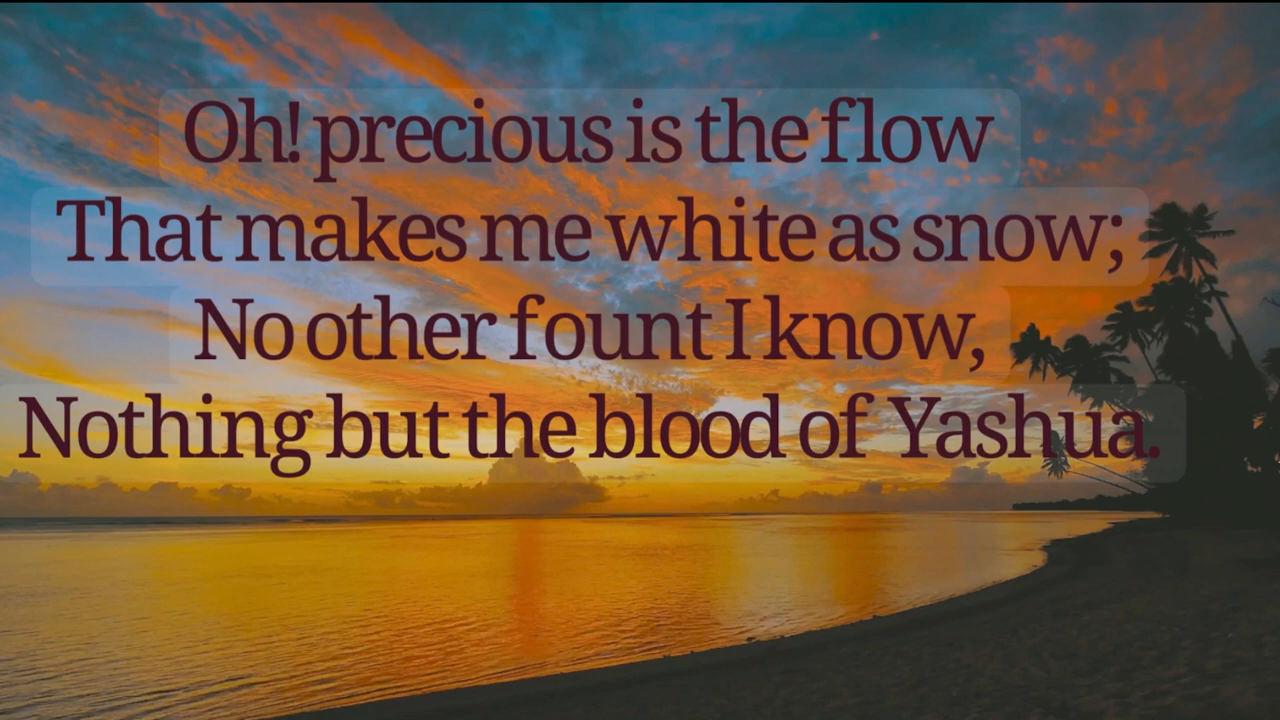 Oh! precious is the flow
That makes me white as snow;
No other fount I know,
Nothing but the blood of Yashua.